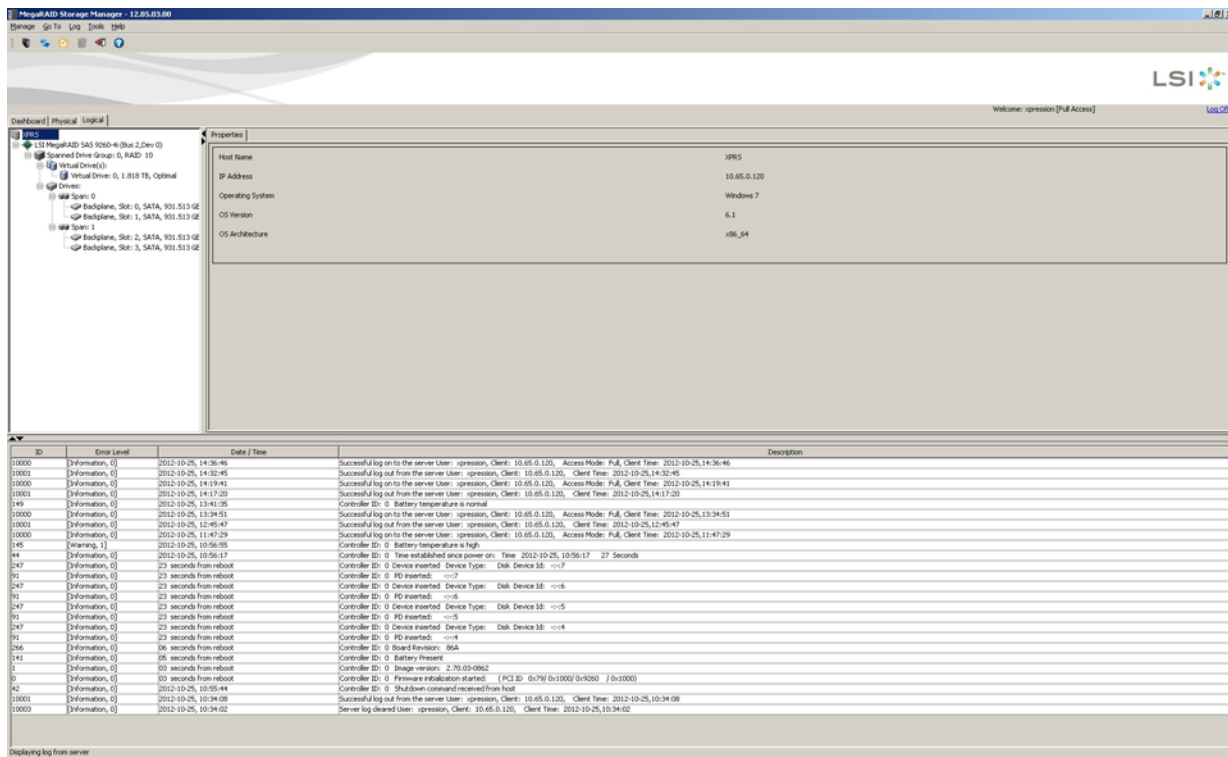 MegaRAID Storage Manager - 12.05.03.00
Manage Go To Log Tools Help
LSI
Welcome: xpression [Full Access]
Log Off
Dashboard Physical Logical
XPR5
LSI MegaRAID SAS 9260-4i (Bus 2,Dev 0)
Spanned Drive Group: 0, RAID 10
Virtual Drive(s):
Virtual Drive: 0, 1.818 TB, Optimal
Drives:
Span: 0
Backplane, Slot: 0, SATA, 931.513 GB
Backplane, Slot: 1, SATA, 931.513 GB
Span: 1
Backplane, Slot: 2, SATA, 931.513 GB
Backplane, Slot: 3, SATA, 931.513 GB
Properties
Host Name XPR5
IP Address 10.65.0.120
Operating System Windows 7
OS Version 6.1
OS Architecture x86_64
ID Error Level Date / Time Description
10000 [Information, 0] 2012-10-25, 14:36:46 Successful log on to the server User: xpression, Client: 10.65.0.120, Access Mode: Full, Client Time: 2012-10-25,14:36:46
10001 [Information, 0] 2012-10-25, 14:32:45 Successful log out from the server User: xpression, Client: 10.65.0.120, Client Time: 2012-10-25,14:32:45
10000 [Information, 0] 2012-10-25, 14:19:41 Successful log on to the server User: xpression, Client: 10.65.0.120, Access Mode: Full, Client Time: 2012-10-25,14:19:41
10001 [Information, 0] 2012-10-25, 14:17:20 Successful log out from the server User: xpression, Client: 10.65.0.120, Client Time: 2012-10-25,14:17:20
149 [Information, 0] 2012-10-25, 13:41:35 Controller ID: 0 Battery temperature is normal
10000 [Information, 0] 2012-10-25, 13:34:51 Successful log on to the server User: xpression, Client: 10.65.0.120, Access Mode: Full, Client Time: 2012-10-25,13:34:51
10001 [Information, 0] 2012-10-25, 12:45:47 Successful log out from the server User: xpression, Client: 10.65.0.120, Client Time: 2012-10-25,12:45:47
10000 [Information, 0] 2012-10-25, 11:47:29 Successful log on to the server User: xpression, Client: 10.65.0.120, Access Mode: Full, Client Time: 2012-10-25,11:47:29
145 [Warning, 1] 2012-10-25, 10:56:55 Controller ID: 0 Battery temperature is high
44 [Information, 0] 2012-10-25, 10:56:17 Controller ID: 0 Time established since power on: Time 2012-10-25, 10:56:17 27 Seconds
247 [Information, 0] 23 seconds from reboot Controller ID: 0 Device inserted Device Type: Disk Device Id: -:-:7
91 [Information, 0] 23 seconds from reboot Controller ID: 0 PD inserted: -:-:7
247 [Information, 0] 23 seconds from reboot Controller ID: 0 Device inserted Device Type: Disk Device Id: -:-:6
91 [Information, 0] 23 seconds from reboot Controller ID: 0 PD inserted: -:-:6
247 [Information, 0] 23 seconds from reboot Controller ID: 0 Device inserted Device Type: Disk Device Id: -:-:5
91 [Information, 0] 23 seconds from reboot Controller ID: 0 PD inserted: -:-:5
247 [Information, 0] 23 seconds from reboot Controller ID: 0 Device inserted Device Type: Disk Device Id: -:-:4
91 [Information, 0] 23 seconds from reboot Controller ID: 0 PD inserted: -:-:4
266 [Information, 0] 06 seconds from reboot Controller ID: 0 Board Revision: 86A
141 [Information, 0] 05 seconds from reboot Controller ID: 0 Battery Present
1 [Information, 0] 03 seconds from reboot Controller ID: 0 Image version: 2.70.03-0862
0 [Information, 0] 03 seconds from reboot Controller ID: 0 Firmware initialization started: ( PCI ID 0x79/ 0x1000/ 0x9260 / 0x1000)
42 [Information, 0] 2012-10-25, 10:55:44 Controller ID: 0 Shutdown command received from host
10001 [Information, 0] 2012-10-25, 10:34:08 Successful log out from the server User: xpression, Client: 10.65.0.120, Client Time: 2012-10-25,10:34:08
10003 [Information, 0] 2012-10-25, 10:34:02 Server log cleared User: xpression, Client: 10.65.0.120, Client Time: 2012-10-25,10:34:02
Displaying log from server